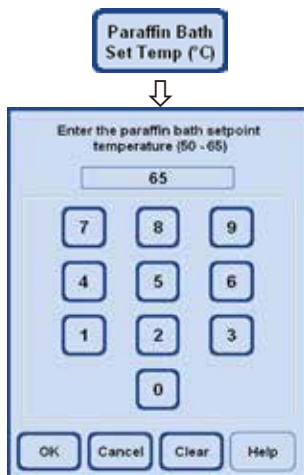 Paraffin Bath
Set Temp (°C)
Enter the paraffin bath setpoint
temperature (50 - 65)
65
7 8 9
4 5 6
1 2 3
0
OK Cancel Clear Help